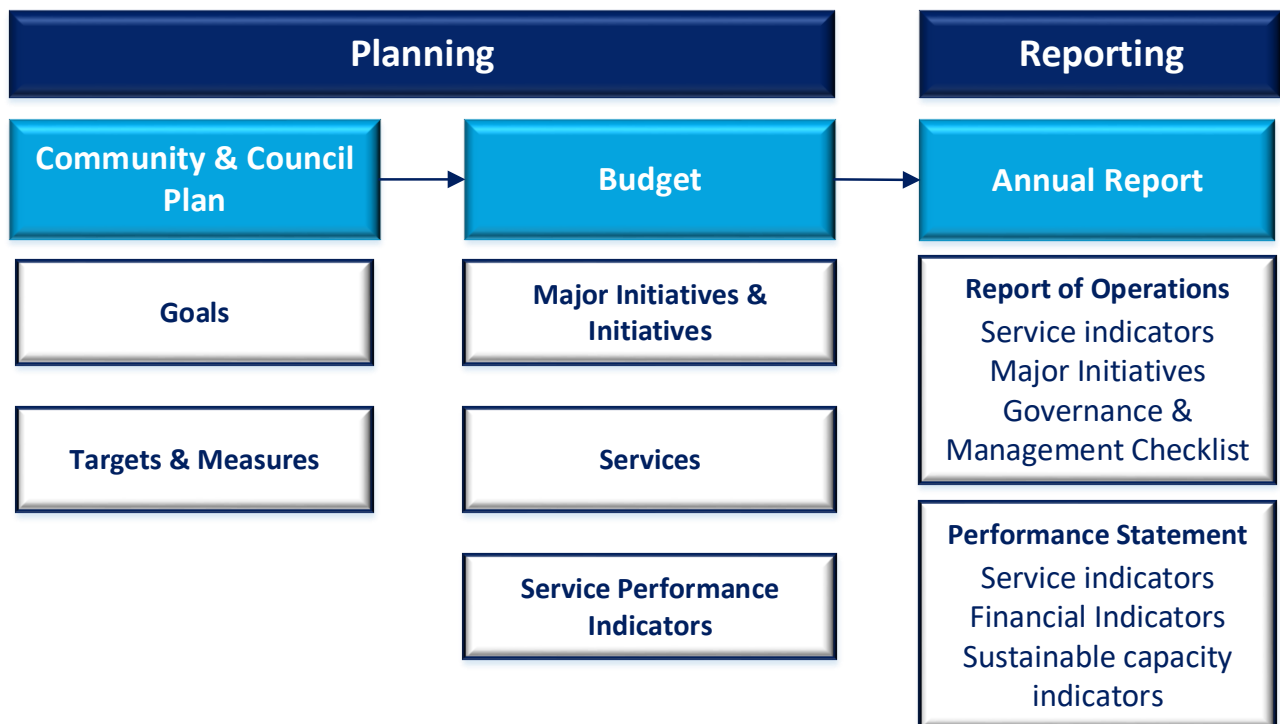 Planning
Reporting
Community & Council
Plan
Budget
Annual Report
Goals
Targets & Measures
Major Initiatives &
Initiatives
Services
Service Performance
Indicators
Report of Operations
Service indicators
Major Initiatives
Governance &
Management Checklist
Performance Statement
Service indicators
Financial Indicators
Sustainable capacity
indicators